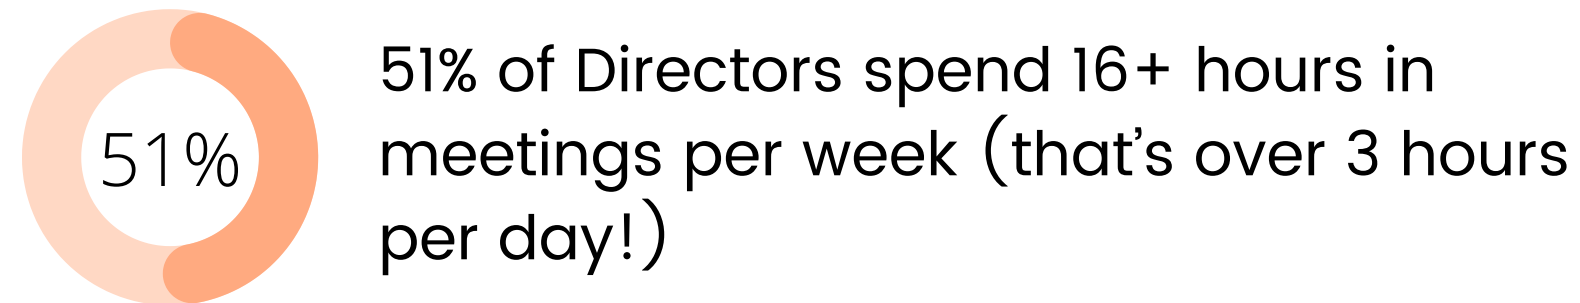 51%
51% of Directors spend 16+ hours in
meetings per week (that’s over 3 hours
per day!)